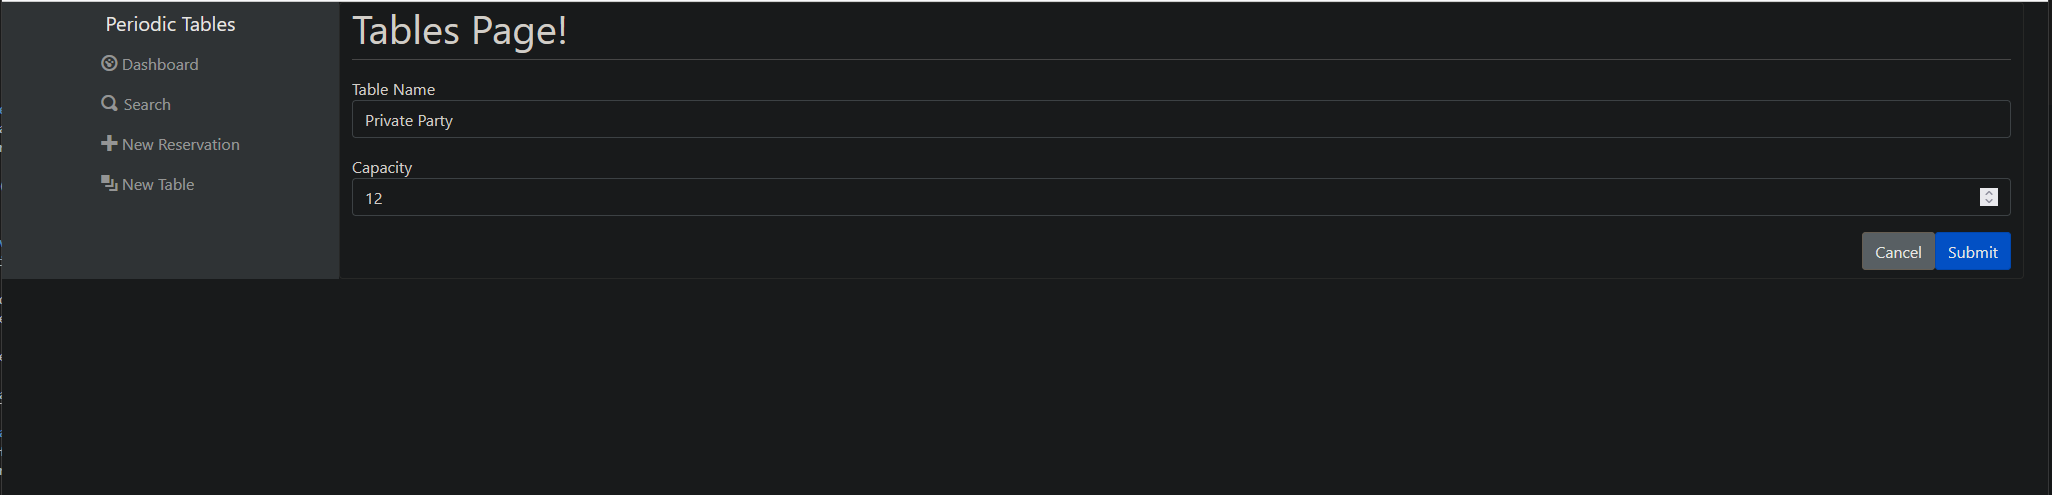 Periodic Tables
Dashboard
Search
New Reservation
New Table
Tables Page!
Table Name
Private Party
Capacity
12
Cancel Submit